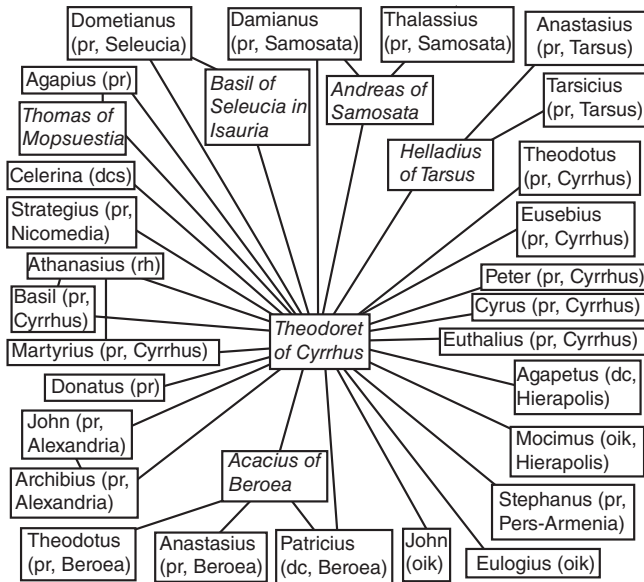 Dometianus
(pr, Seleucia)
Damianus
(pr, Samosata)
Thalassius
(pr, Samosata)
Anastasius
(pr, Tarsus)
Agapius (pr)
Basil of
Seleucia in
Isauria
Andreas of
Samosata
Tarsicius
(pr, Tarsus)
Thomas of
Mopsuestia
Helladius
of Tarsus
Theodotus
(pr, Cyrrhus)
Celerina (dcs)
Strategius (pr,
Nicomedia)
Eusebius
(pr, Cyrrhus)
Athanasius (rh)
Peter (pr, Cyrrhus)
Basil (pr,
Cyrrhus)
Cyrus (pr, Cyrrhus)
Theodoret
of Cyrrhus
Euthalius (pr, Cyrrhus)
Martyrius (pr, Cyrrhus)
Agapetus (dc,
Hierapolis)
Donatus (pr)
John (pr,
Alexandria)
Mocimus (oik,
Hierapolis)
Acacius of
Beroea
Archibius (pr,
Alexandria)
Stephanus (pr,
Pers-Armenia)
Theodotus
(pr, Beroea)
Anastasius
(pr, Beroea)
Patricius
(dc, Beroea)
John
(oik)
Eulogius (oik)